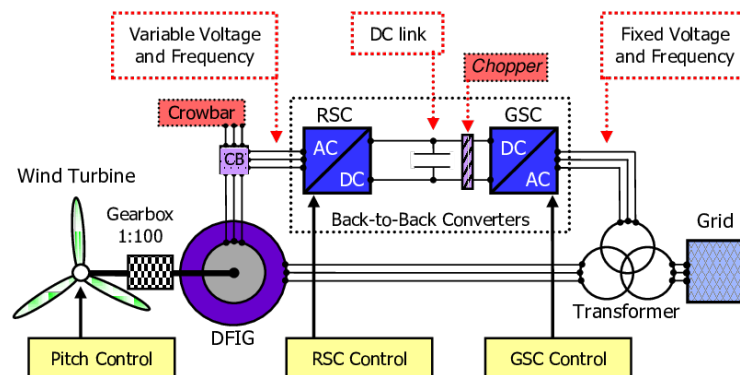 Variable Voltage
and Frequency
DC link
Fixed Voltage
and Frequency
Chopper
Crowbar
RSC
GSC
CB
AC
DC
DC
AC
Wind Turbine
Gearbox
1:100
Back-to-Back Converters
Grid
Transformer
DFIG
Pitch Control
RSC Control
GSC Control